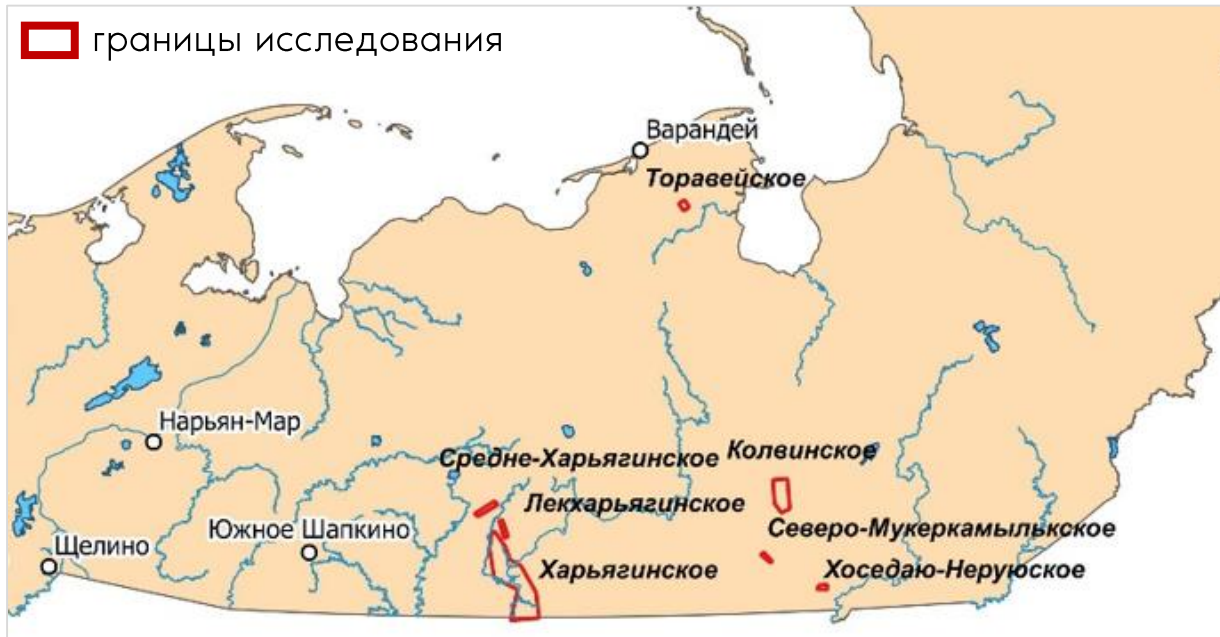 границы исследования
Варандей
Торавейское
Нарьян-Мар
Средне-Харьягинское
Колвинское
Лекхарьягинское
Южное Шапкино
Северо-Мукеркамылькское
Щелино
Харьягинское
Хоседаю-Неруюское